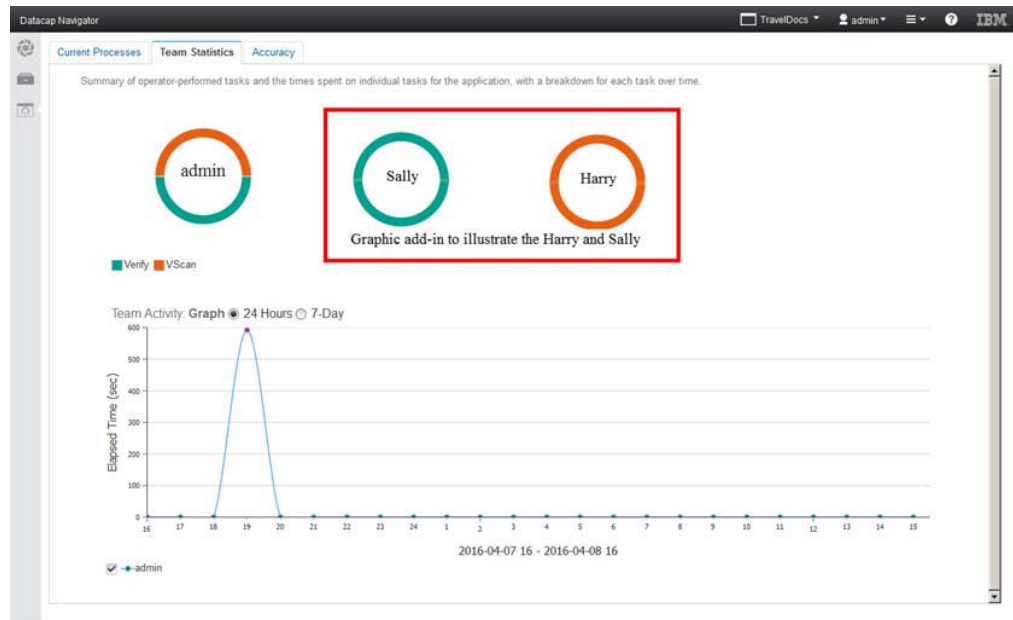 Datacap Navigator TravelDocs admin ? IBM
Current Processes Team Statistics Accuracy
Summary of operator-performed tasks and the times spent on individual tasks for the application, with a breakdown for each task over time.
admin Sally Harry
Graphic add-in to illustrate the Harry and Sally
Verify VScan
Team Activity: Graph 24 Hours 7-Day
Elapsed Time (sec)
600
500
400
300
200
100
0
16 17 18 19 20 21 22 23 24 1 2 3 4 5 6 7 8 9 10 11 12 13 14 15
2016-04-07 16 - 2016-04-08 16
admin